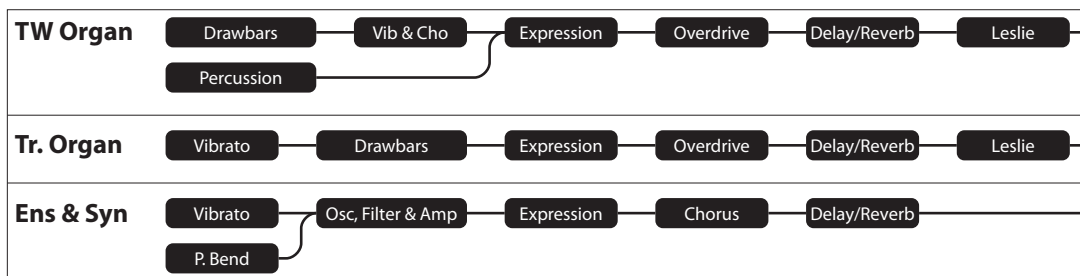 TW Organ Drawbars Vib & Cho Expression Overdrive Delay/Reverb Leslie
Percussion
Tr. Organ Vibrato Drawbars Expression Overdrive Delay/Reverb Leslie
Ens & Syn Vibrato Osc, Filter & Amp Expression Chorus Delay/Reverb
P. Bend